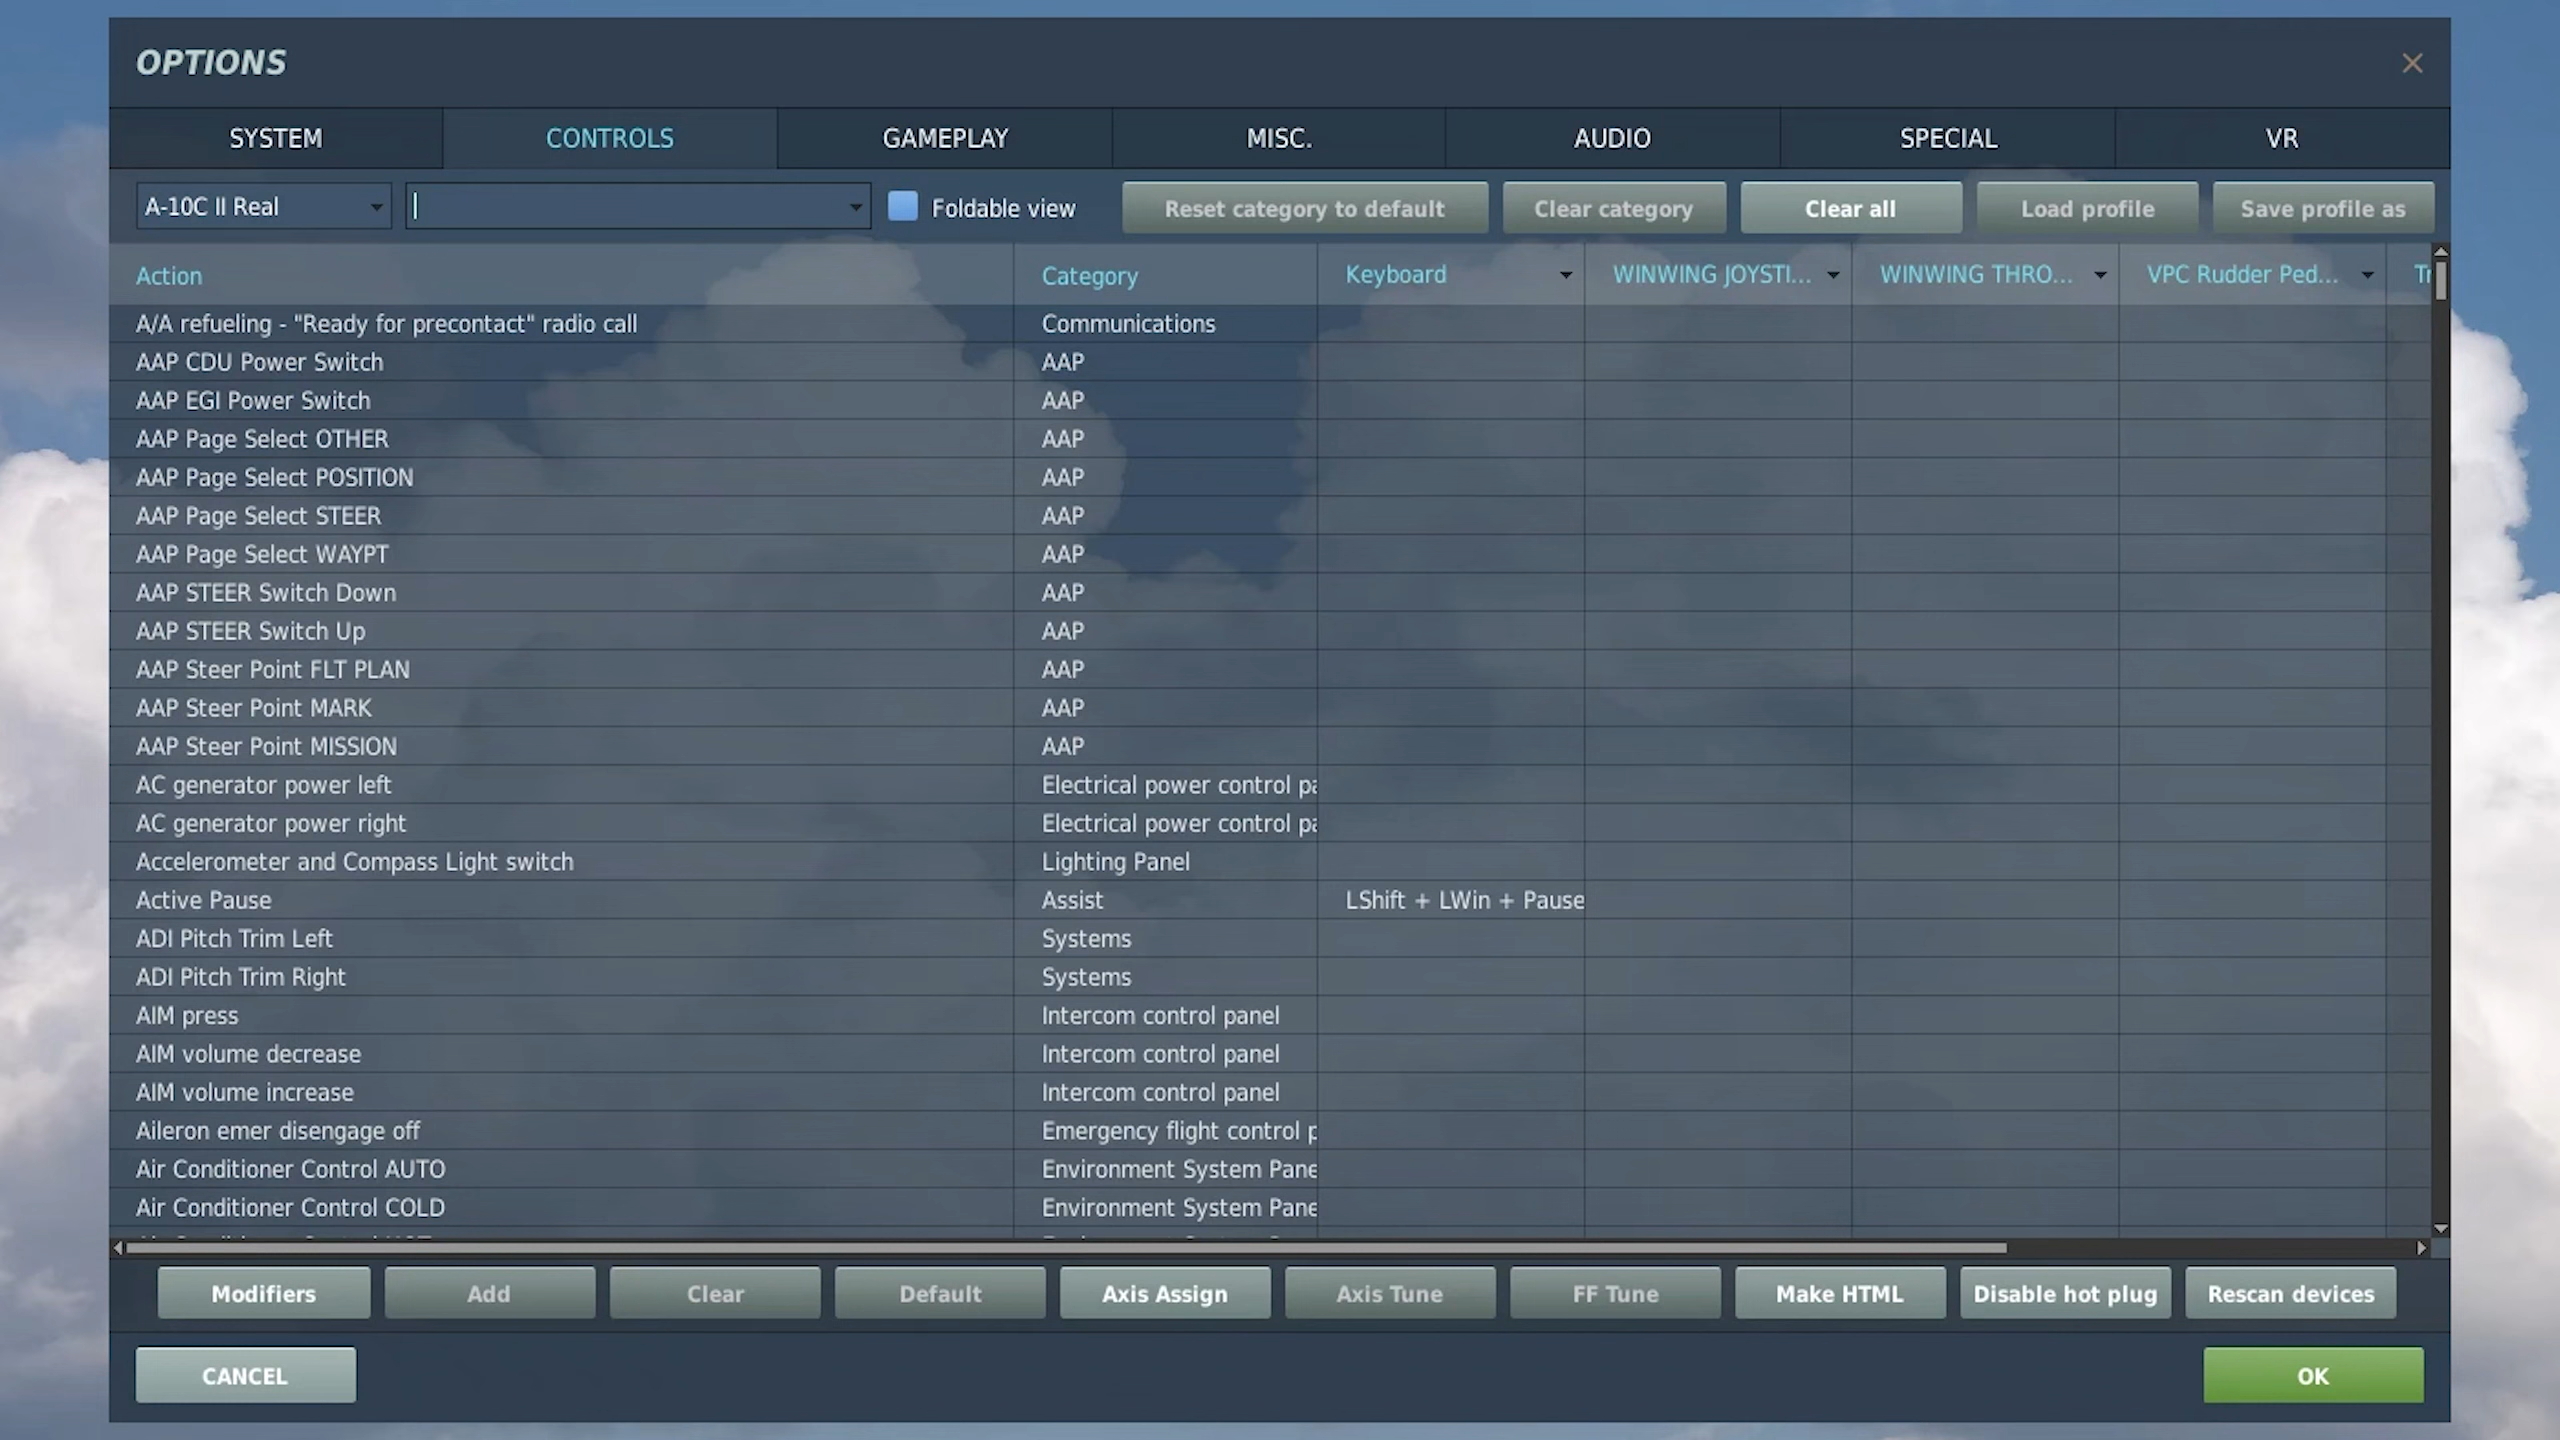 OPTIONS
SYSTEM CONTROLS GAMEPLAY MISC. AUDIO SPECIAL VR
A-10C II Real Foldable view Reset category to default Clear category Clear all Load profile Save profile as
Action Category Keyboard WINWING JOYSTI... WINWING THRO... VPC Rudder Ped... Tr
A/A refueling - "Ready for precontact" radio call Communications
AAP CDU Power Switch AAP
AAP EGI Power Switch AAP
AAP Page Select OTHER AAP
AAP Page Select POSITION AAP
AAP Page Select STEER AAP
AAP Page Select WAYPT AAP
AAP STEER Switch Down AAP
AAP STEER Switch Up AAP
AAP Steer Point FLT PLAN AAP
AAP Steer Point MARK AAP
AAP Steer Point MISSION AAP
AC generator power left Electrical power control pa
AC generator power right Electrical power control pa
Accelerometer and Compass Light switch Lighting Panel
Active Pause Assist LShift + LWin + Pause
ADI Pitch Trim Left Systems
ADI Pitch Trim Right Systems
AIM press Intercom control panel
AIM volume decrease Intercom control panel
AIM volume increase Intercom control panel
Aileron emer disengage off Emergency flight control p
Air Conditioner Control AUTO Environment System Pane
Air Conditioner Control COLD Environment System Pane
Modifiers Add Clear Default Axis Assign Axis Tune FF Tune Make HTML Disable hot plug Rescan devices
CANCEL OK